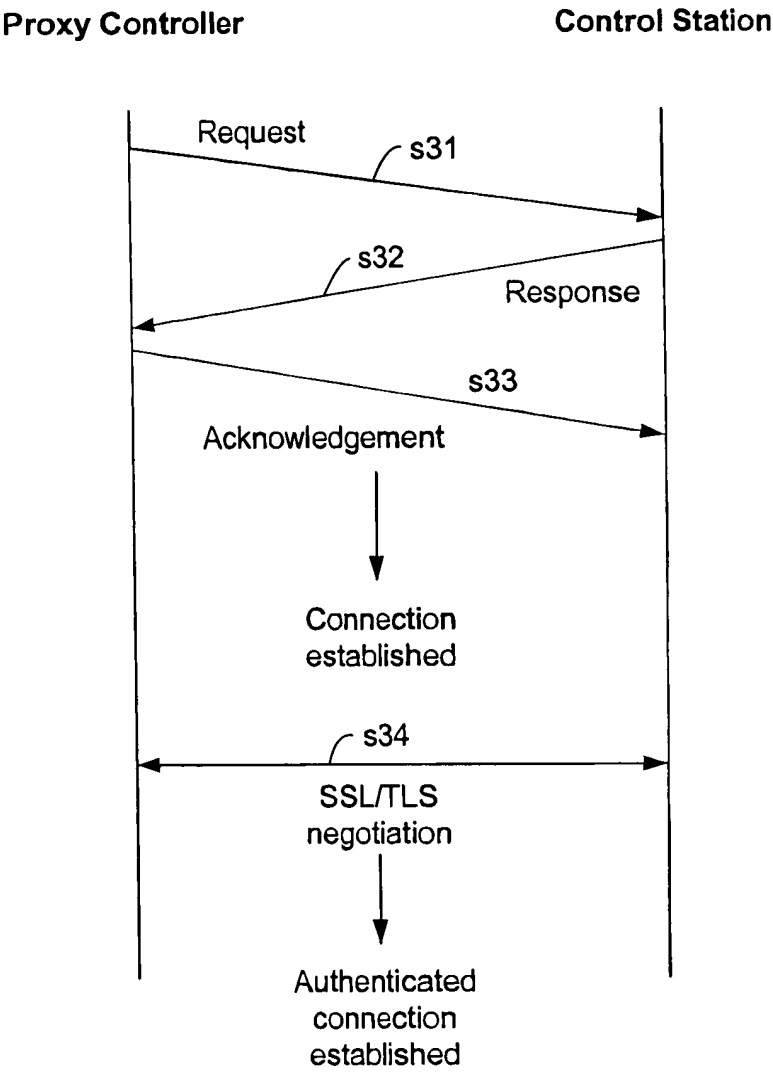 Proxy Controller
Control Station
Request
s31
s32
Response
s33
Acknowledgement
Connection
established
s34
SSL/TLS
negotiation
Authenticated
connection
established